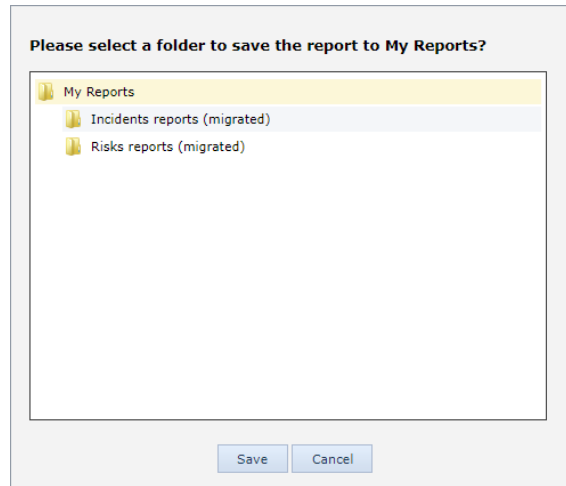 Please select a folder to save the report to My Reports?
My Reports
Incidents reports (migrated)
Risks reports (migrated)
Save
Cancel